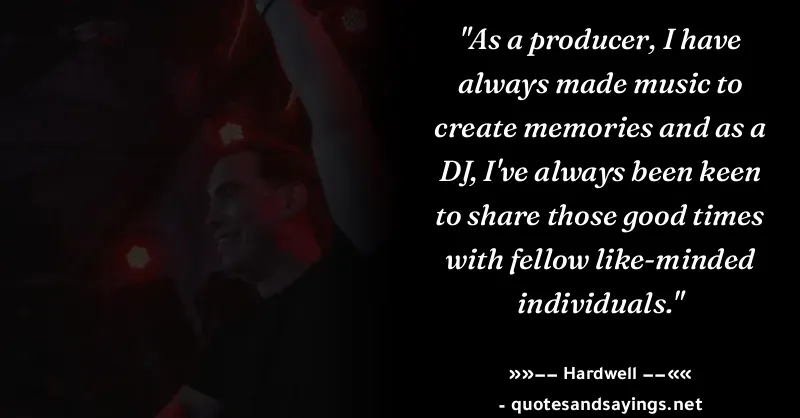 "As a producer, I have
always made music to
create memories and as a
DJ, I've always been keen
to share those good times
with fellow like-minded
individuals."
»»−− Hardwell −−««
- quotesandsayings.net